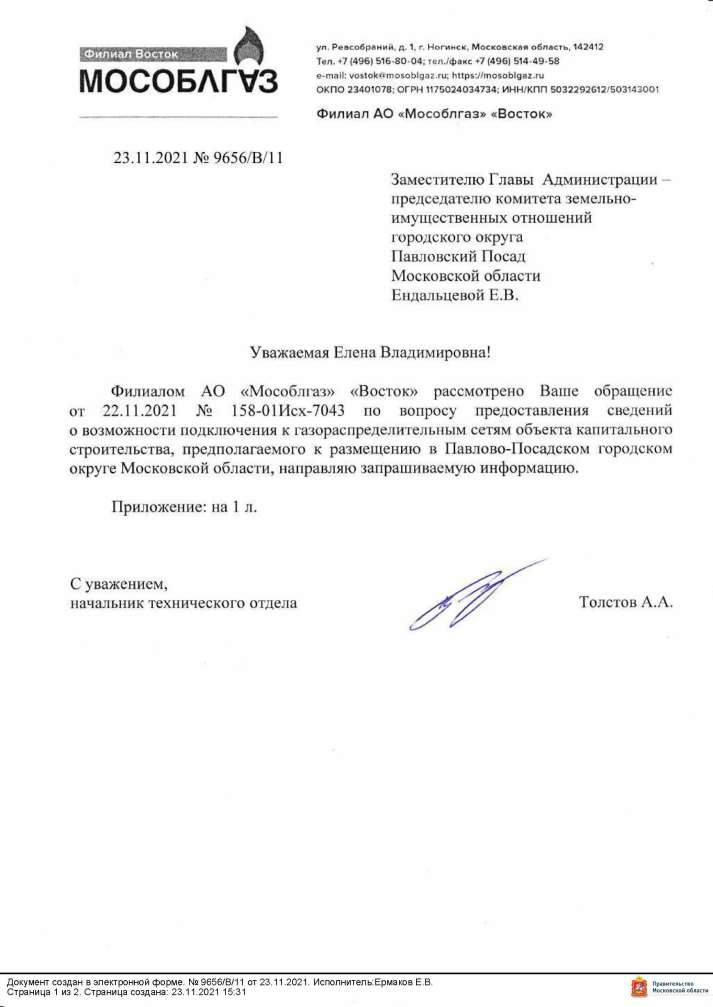 Филиал Восток
МОСОБЛГАЗ
ул. Ревсобраний, д. 1, г. Ногинск, Московская область, 142412
Тел. +7 (496) 516-80-04; тел./факс +7 (496) 514-49-58
e-mail: vostok@mosoblgaz.ru; https://mosoblgaz.ru
ОКПО 23401078; ОГРН 1175024034734; ИНН/КПП 5032292612/503143001
Филиал АО «Мособлгаз» «Восток»
23.11.2021 № 9656/В/11
Заместителю Главы Администрации –
председателю комитета земельно-
имущественных отношений
городского округа
Павловский Посад
Московской области
Ендальцевой Е.В.
Уважаемая Елена Владимировна!
Филиалом АО «Мособлгаз» «Восток» рассмотрено Ваше обращение
от 22.11.2021 № 158-01Исх-7043 по вопросу предоставления сведений
о возможности подключения к газораспределительным сетям объекта капитального
строительства, предполагаемого к размещению в Павлово-Посадском городском
округе Московской области, направляю запрашиваемую информацию.
Приложение: на 1 л.
С уважением,
начальник технического отдела
Толстов А.А.
Документ создан в электронной форме. № 9656/В/11 от 23.11.2021. Исполнитель:Ермаков Е.В.
Страница 1 из 2. Страница создана: 23.11.2021 15:31
Правительство
Московской области